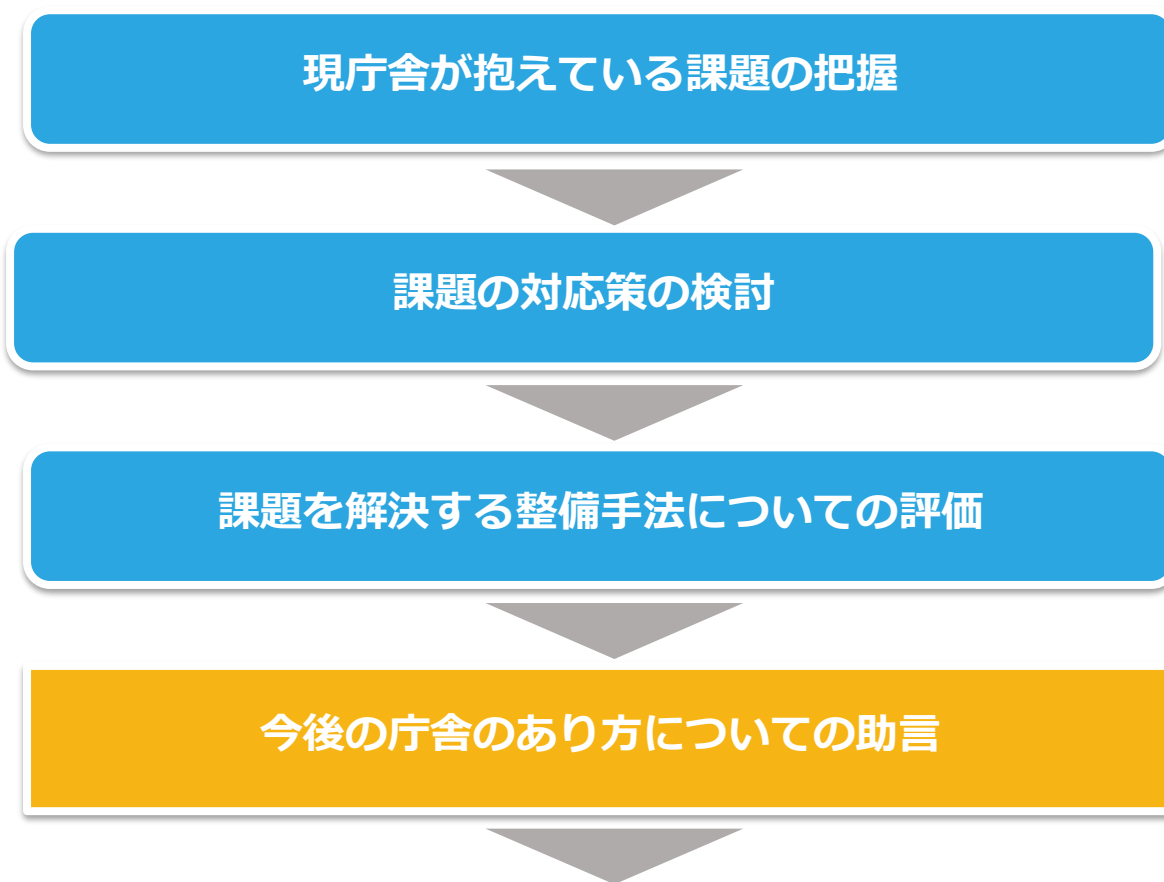 現庁舎が抱えている課題の把握
課題の対応策の検討
課題を解決する整備手法についての評価
今後の庁舎のあり方についての助言